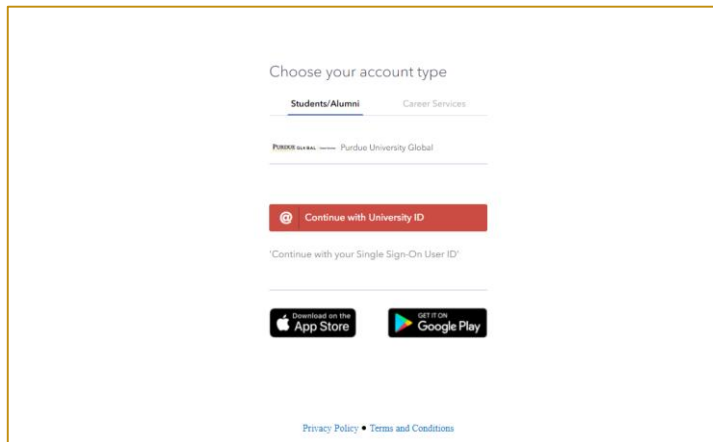 Choose your account type
Students/Alumni Career Services
PURDUE GLOBAL Purdue University Global
@ Continue with University ID
'Continue with your Single Sign-On User ID'
Download on the App Store
GET IT ON Google Play
Privacy Policy • Terms and Conditions